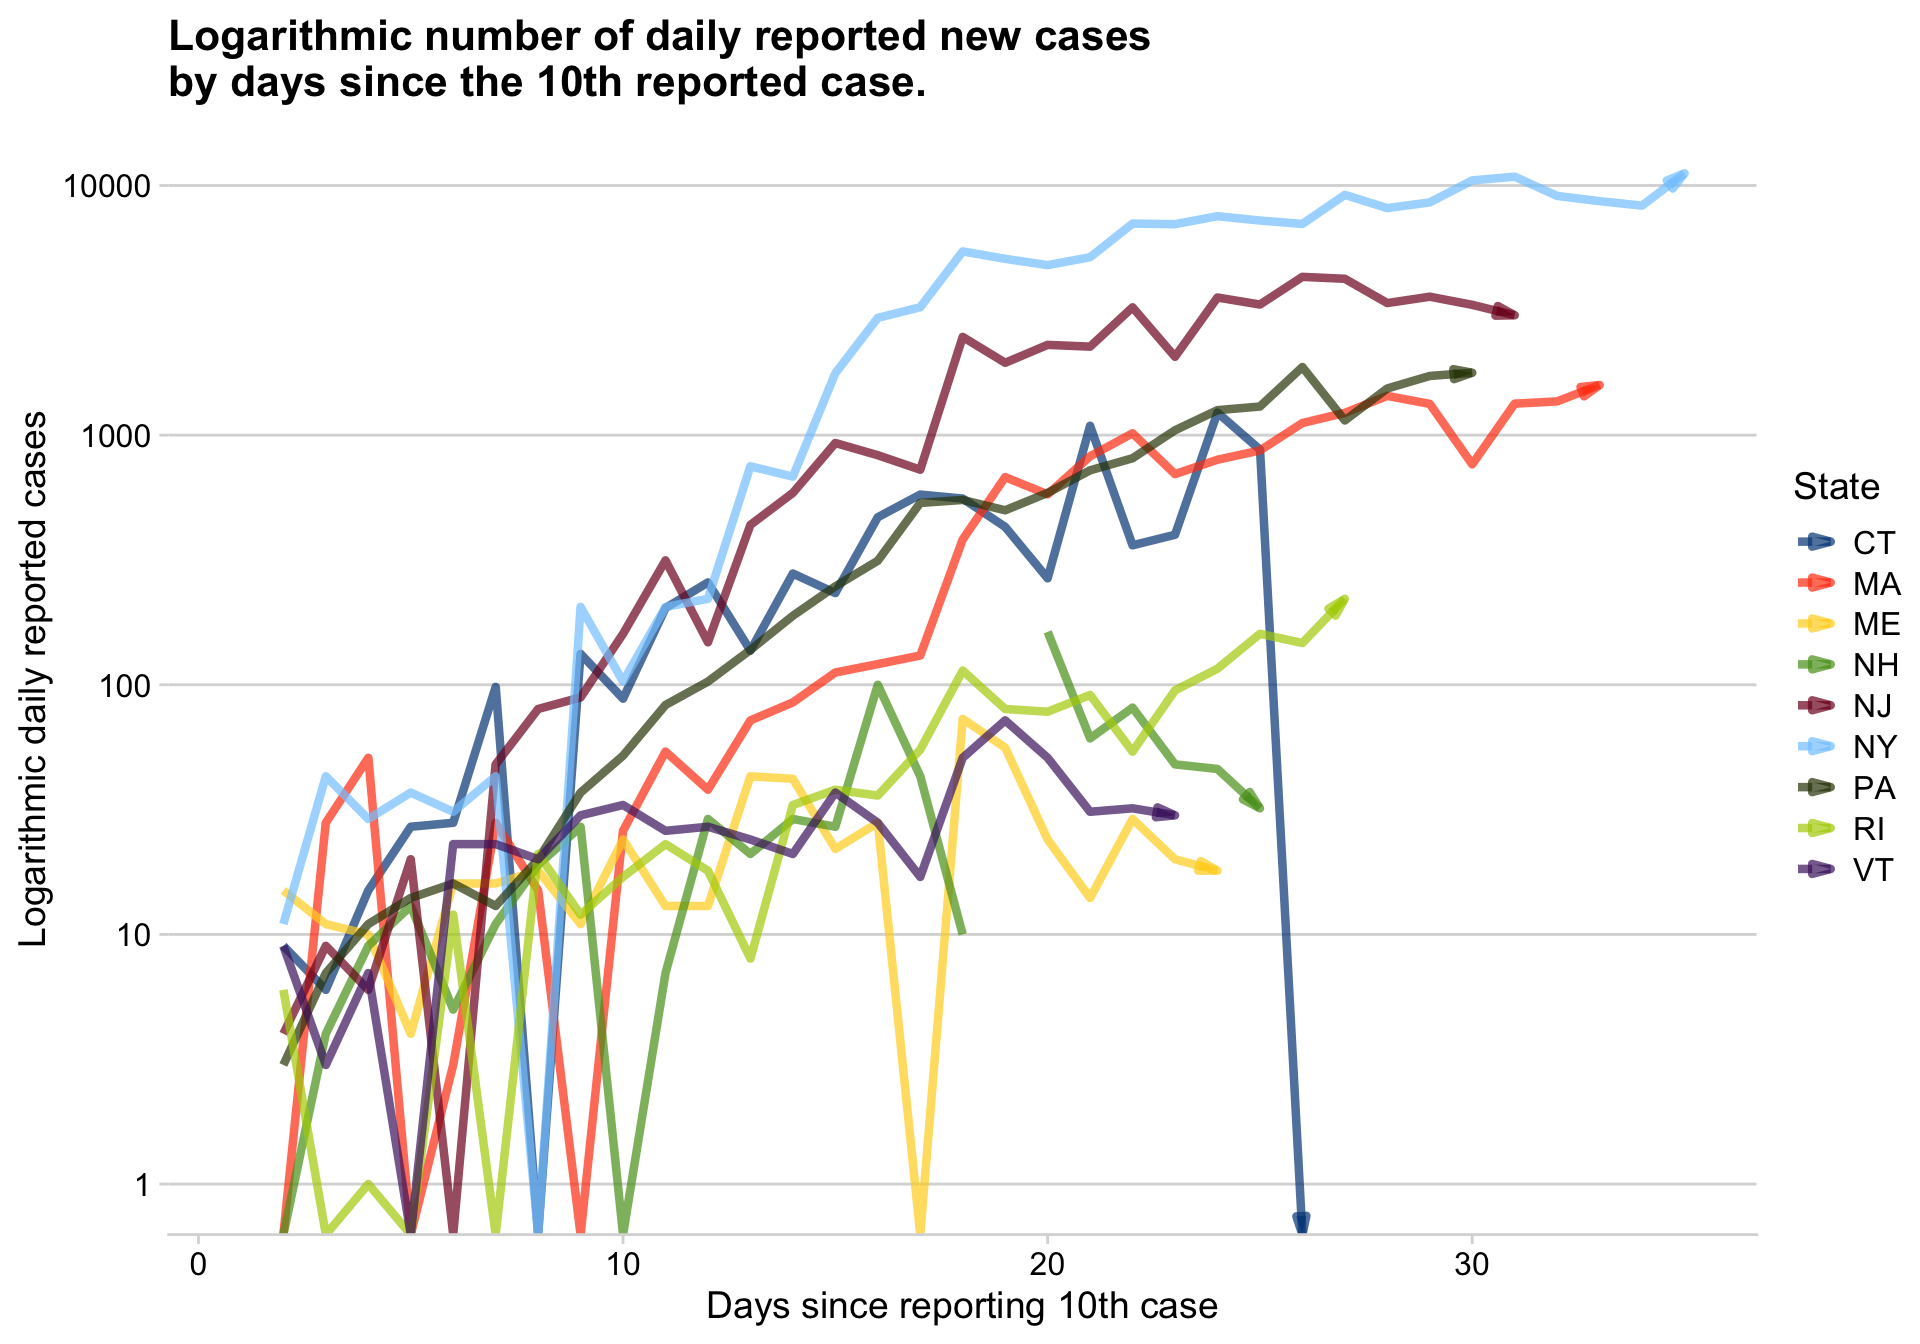 Logarithmic number of daily reported new cases
by days since the 10th reported case.
10000
1000
100
10
1
Logarithmic daily reported cases
0
10
20
30
Days since reporting 10th case
State
CT
MA
ME
NH
NJ
NY
PA
RI
VT